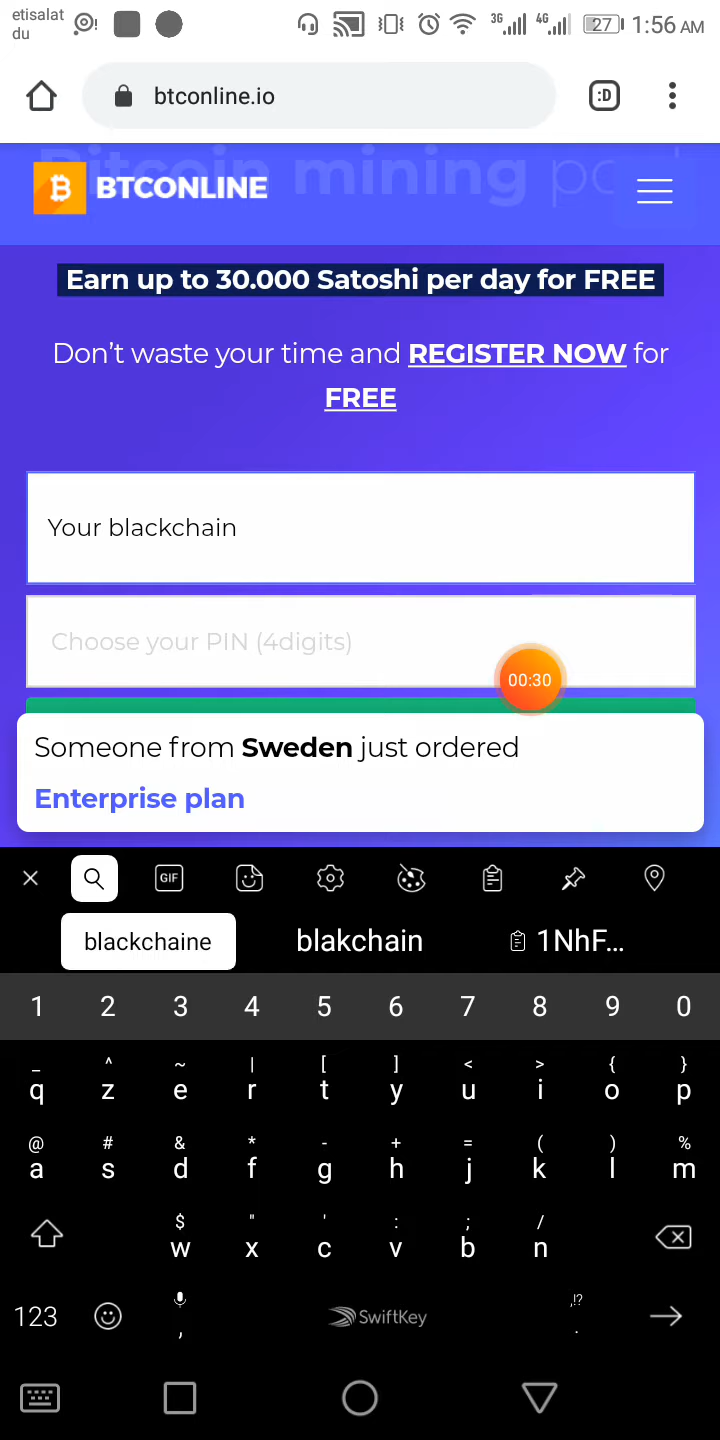 etisalat
du
3G 4G 27 1:56 AM
btconline.io
:D
Bitcoin mining
BTCONLINE
Earn up to 30.000 Satoshi per day for FREE
Don't waste your time and REGISTER NOW for
FREE
Your blackchain
Choose your PIN (4digits)
00:30
Someone from Sweden just ordered
Enterprise plan
GIF
blackchaine blakchain 1NhF...
1 2 3 4 5 6 7 8 9 0
_ ^ ~ | [ ] < > { }
q z e r t y u i o p
@ # & * - + = ( ) %
a s d f g h j k l m
$ " ' : ; /
w x c v b n
,!?
123 , SwiftKey .